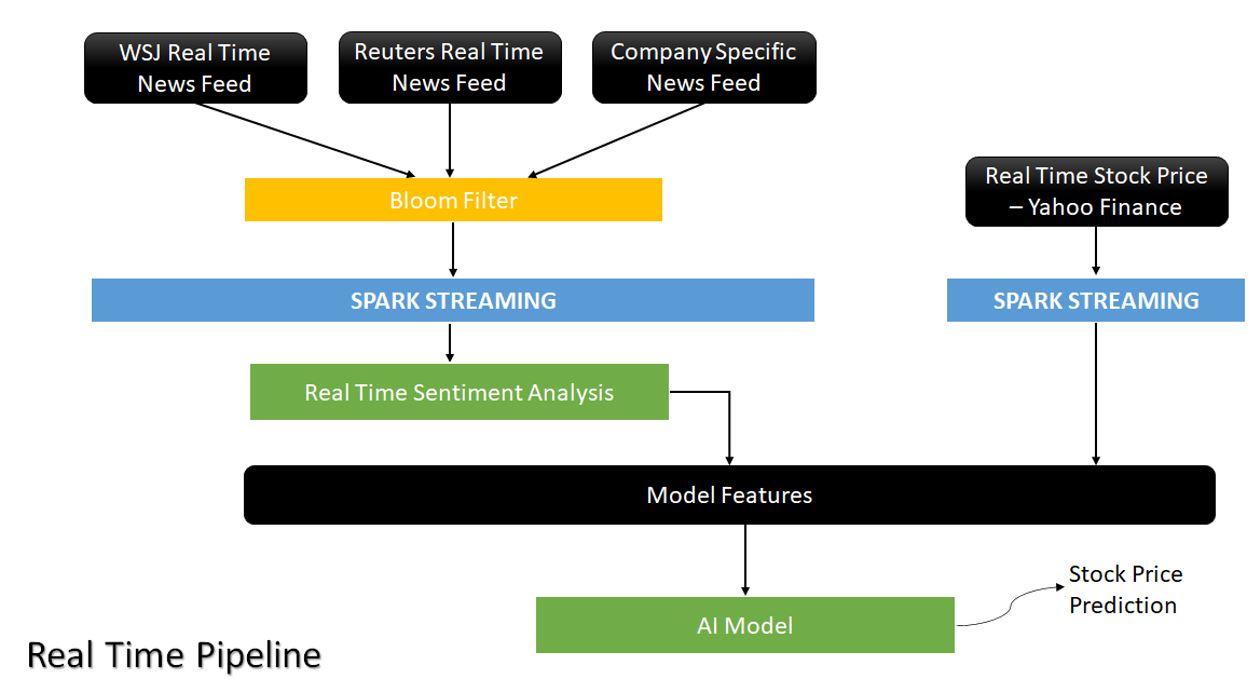 WSJ Real Time
News Feed
Reuters Real Time
News Feed
Company Specific
News Feed
Real Time Stock Price
– Yahoo Finance
Bloom Filter
SPARK STREAMING
SPARK STREAMING
Real Time Sentiment Analysis
Model Features
Stock Price
Prediction
AI Model
Real Time Pipeline